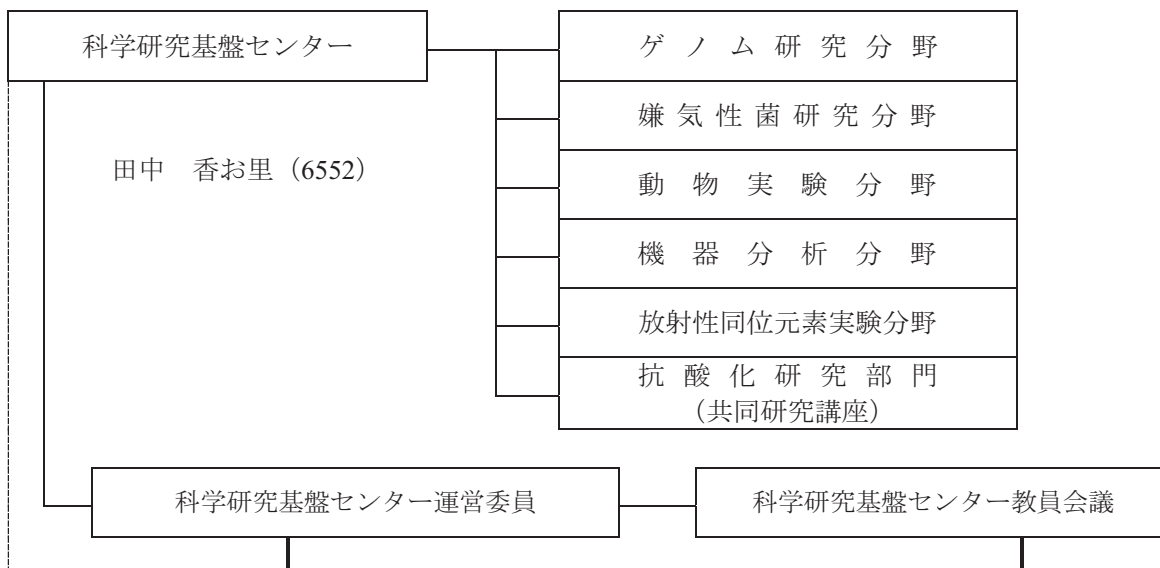 科学研究基盤センター
田中　香お里（6552）
ゲノム研究分野
嫌気性菌研究分野
動物実験分野
機器分析分野
放射性同位元素実験分野
抗酸化研究部門
（共同研究講座）
科学研究基盤センター運営委員
科学研究基盤センター教員会議